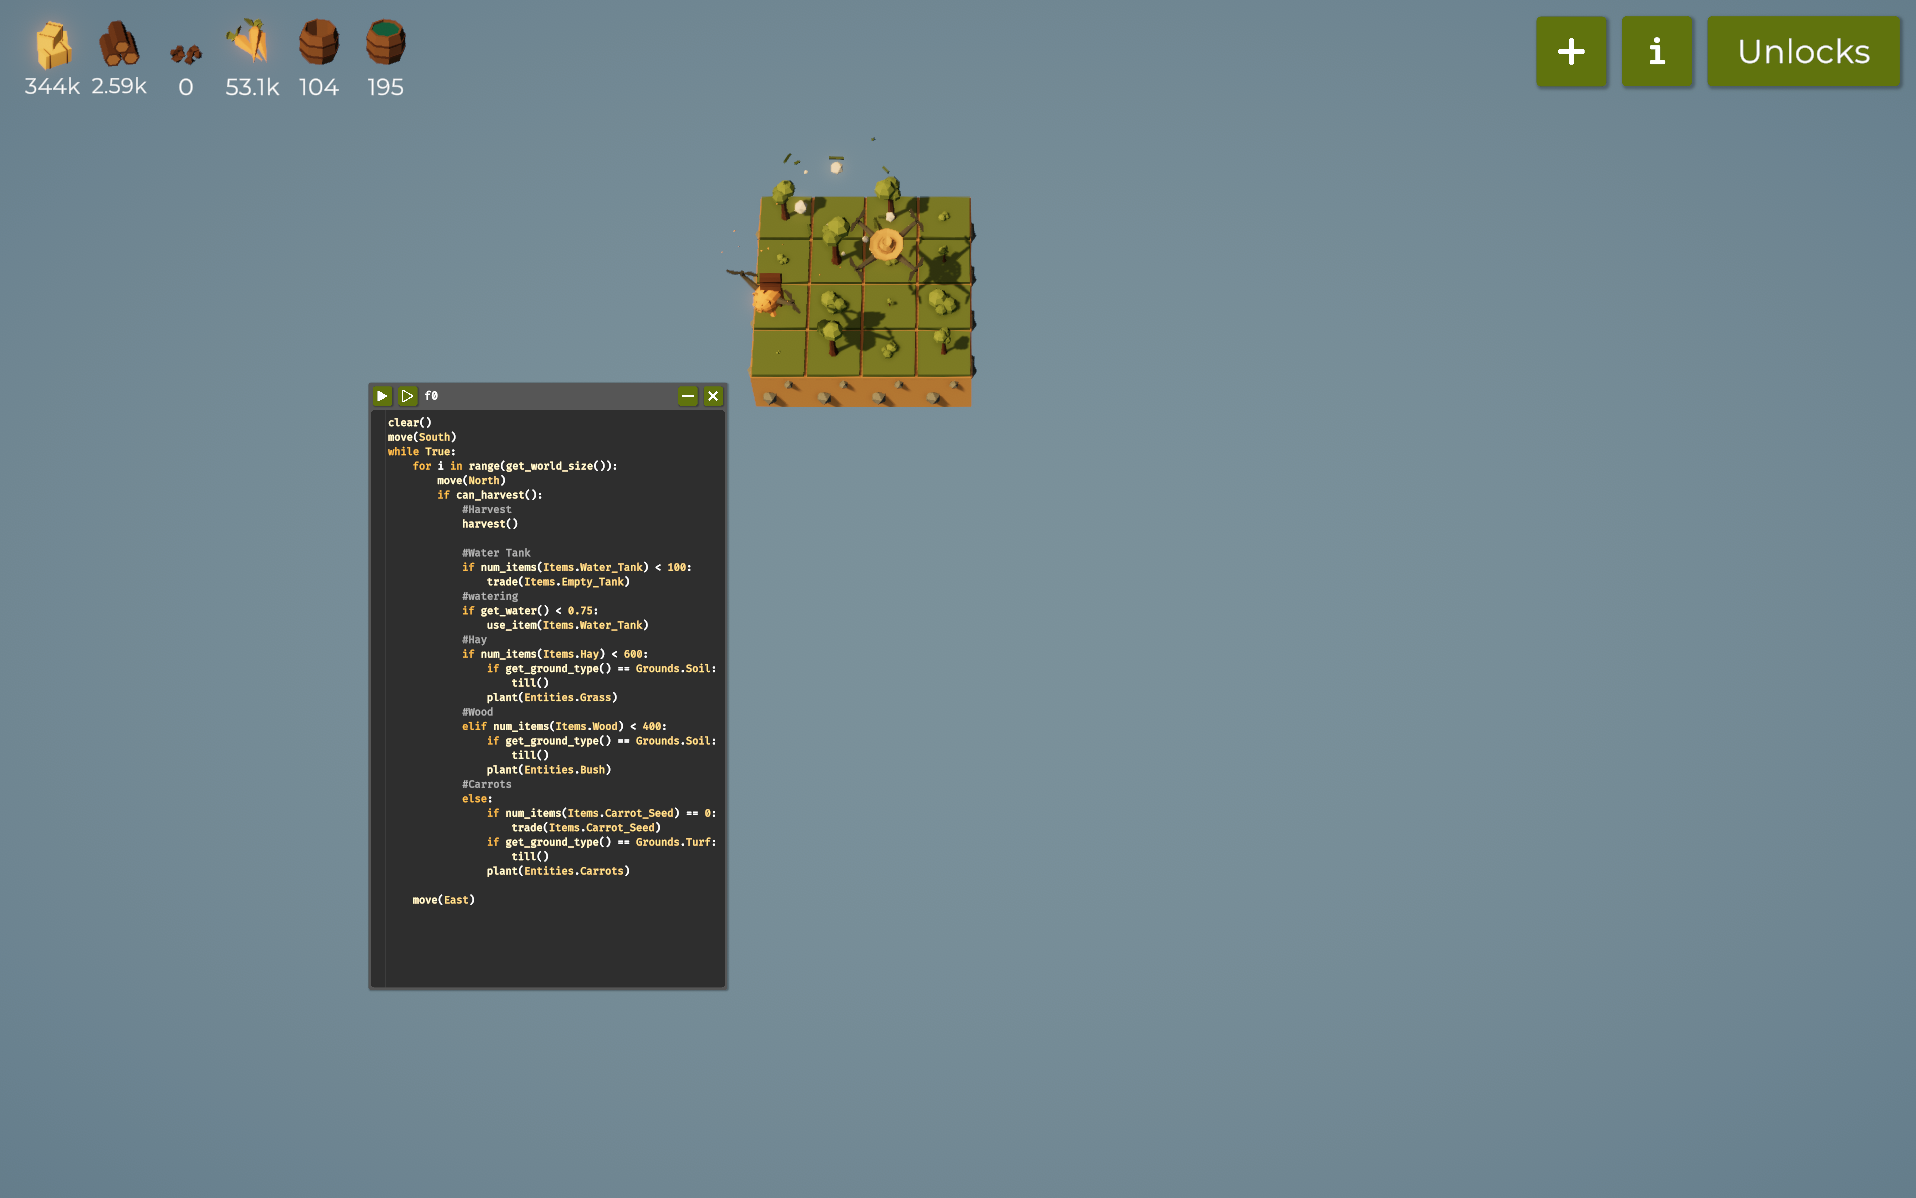 344k 2.59k 0 53.1k 104 195
+ i Unlocks
f0
clear()
move(South)
while True:
    for i in range(get_world_size()):
        move(North)
        if can_harvest():
            #Harvest
            harvest()

            #Water Tank
            if num_items(Items.Water_Tank) < 100:
                trade(Items.Empty_Tank)
            #watering
            if get_water() < 0.75:
                use_item(Items.Water_Tank)
            #Hay
            if num_items(Items.Hay) < 600:
                if get_ground_type() == Grounds.Soil:
                    till()
                plant(Entities.Grass)
            #Wood
            elif num_items(Items.Wood) < 400:
                if get_ground_type() == Grounds.Soil:
                    till()
                plant(Entities.Bush)
            #Carrots
            else:
                if num_items(Items.Carrot_Seed) == 0:
                    trade(Items.Carrot_Seed)
                if get_ground_type() == Grounds.Turf:
                    till()
                plant(Entities.Carrots)

    move(East)